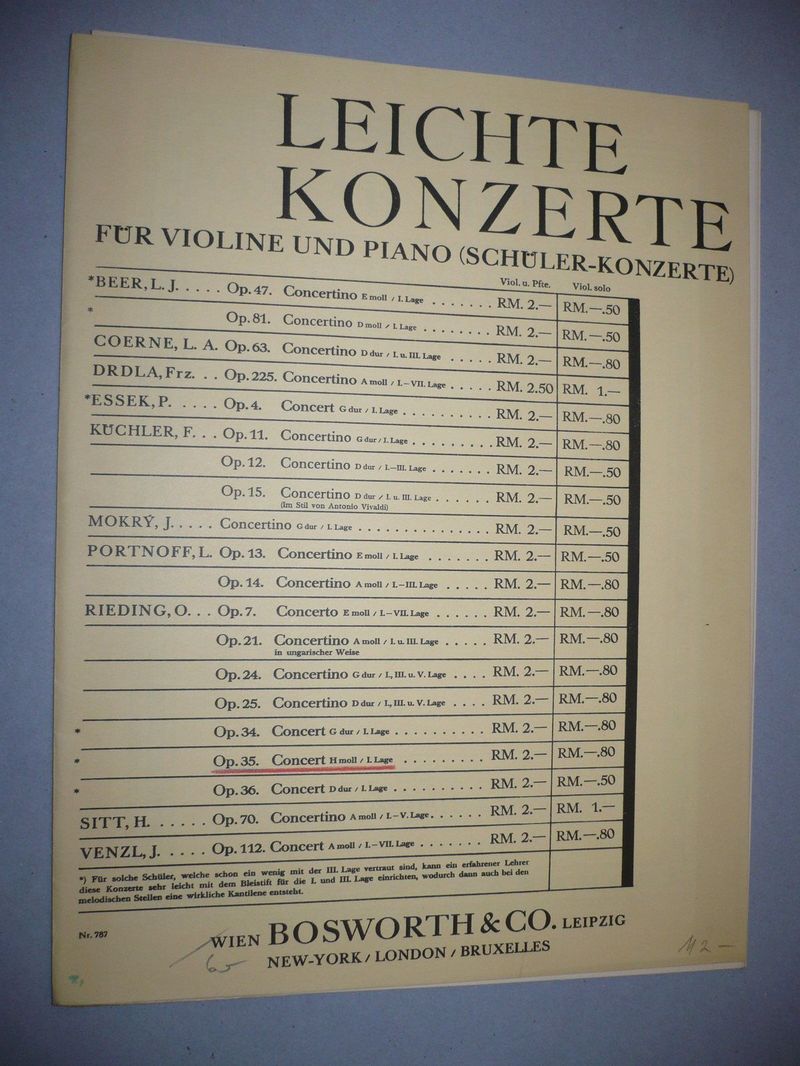 LEICHTE
KONZERTE
FÜR VIOLINE UND PIANO (SCHÜLER-KONZERTE)
Viol. u. Pfte. Viol. solo
*BEER, L. J. . . . . . Op. 47. Concertino E moll / I. Lage . . . . . . . RM. 2.— RM.—.50
* Op. 81. Concertino D moll / I. Lage . . . . . . . . RM. 2.— RM.—.50
COERNE, L. A. Op. 63. Concertino D dur / I. u. III. Lage . . . . . RM. 2.— RM.—.80
DRDLA, Frz. . . Op. 225. Concertino A moll / I.–VII. Lage . . . . . RM. 2.50 RM. 1.—
*ESSEK, P. . . . . . Op. 4. Concert G dur / I. Lage . . . . . . . . . . RM. 2.— RM.—.80
KÜCHLER, F. . . Op. 11. Concertino G dur / I. Lage . . . . . . . . . RM. 2.— RM.—.80
Op. 12. Concertino D dur / I.—III. Lage . . . . . . . RM. 2.— RM.—.50
Op. 15. Concertino D dur / I. u. III. Lage . . . . . . RM. 2.— RM.—.50
(Im Stil von Antonio Vivaldi)
MOKRÝ, J. . . . . Concertino G dur / I. Lage . . . . . . . . . . . . . . . RM. 2.— RM.—.50
PORTNOFF, L. Op. 13. Concertino E moll / I. Lage . . . . . . . RM. 2.— RM.—.50
Op. 14. Concertino A moll / I.—III. Lage . . . . . RM. 2.— RM.—.80
RIEDING, O. . . Op. 7. Concerto E moll / I.—VII. Lage . . . . . . RM. 2.— RM.—.80
Op. 21. Concertino A moll / I. u. III. Lage . . . . . RM. 2.— RM.—.80
in ungarischer Weise
Op. 24. Concertino G dur / I., III. u. V. Lage . . . . RM. 2.— RM.—.80
Op. 25. Concertino D dur / I., III. u. V. Lage . . . . RM. 2.— RM.—.80
* Op. 34. Concert G dur / I. Lage . . . . . . . . . . RM. 2.— RM.—.80
* Op. 35. Concert H moll / I. Lage . . . . . . . . . RM. 2.— RM.—.80
* Op. 36. Concert D dur / I. Lage . . . . . . . . . . RM. 2.— RM.—.50
SITT, H. . . . . . Op. 70. Concertino A moll / I.—V. Lage . . . . . . RM. 2.— RM. 1.—
VENZL, J. . . . . Op. 112. Concert A moll / I.—VII. Lage . . . . . . . RM. 2.— RM.—.80
*) Für solche Schüler, welche schon ein wenig mit der III. Lage vertraut sind, kann ein erfahrener Lehrer
diese Konzerte sehr leicht mit dem Bleistift für die I. und III. Lage einrichten, wodurch dann auch bei den
melodischen Stellen eine wirkliche Kantilene entsteht.
Nr. 787
WIEN BOSWORTH & CO. LEIPZIG
NEW-YORK / LONDON / BRUXELLES